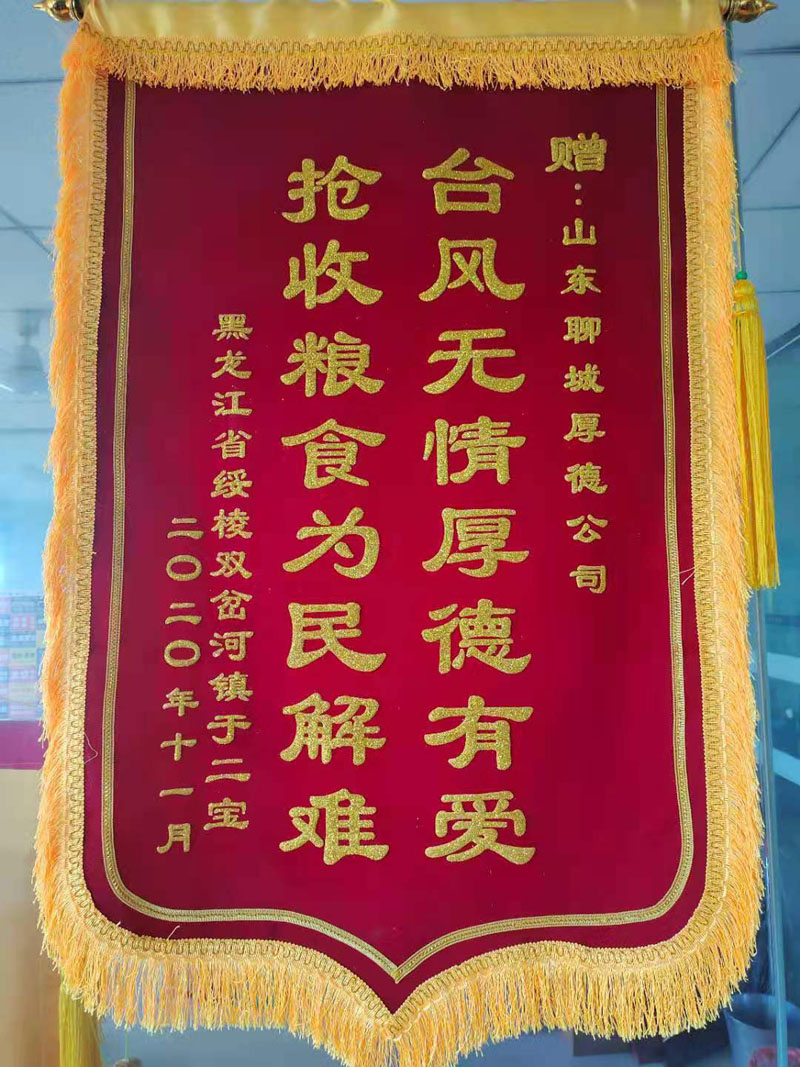 赠：山东聊城厚德公司
台风无情厚德有爱
抢收粮食为民解难
黑龙江省绥棱双岔河镇于二宝
二〇二〇年十一月